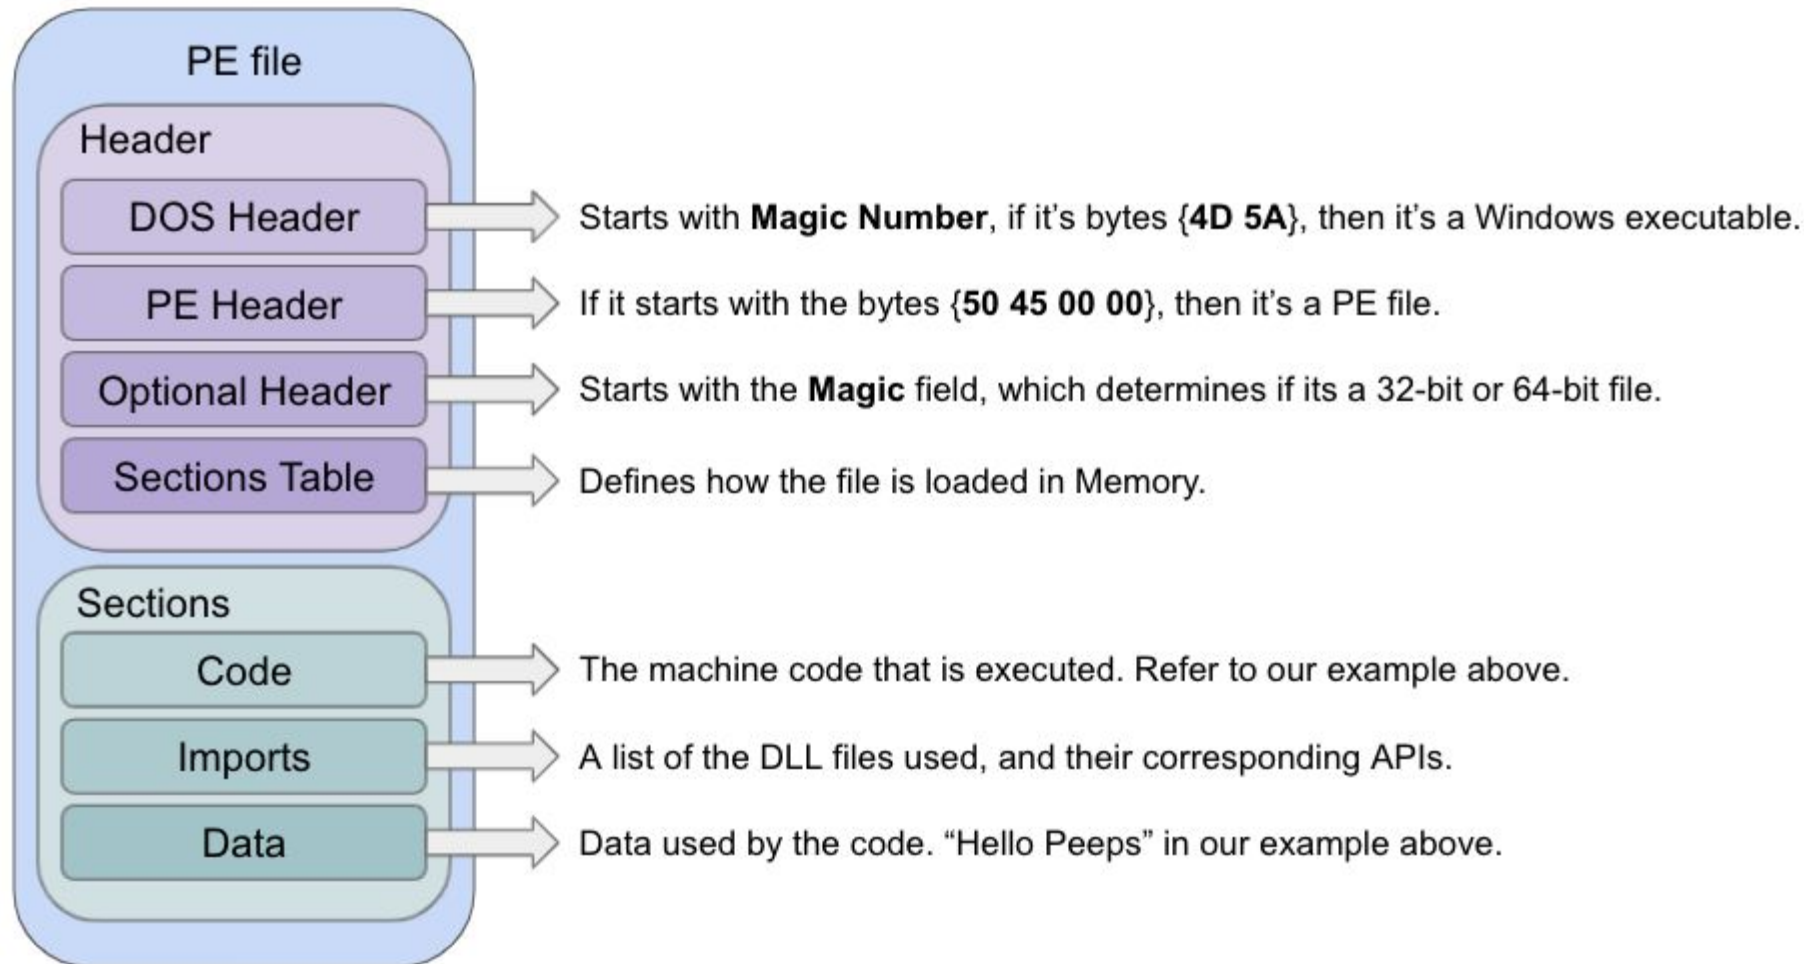 PE file
Header
DOS Header
Starts with Magic Number, if it’s bytes {4D 5A}, then it’s a Windows executable.
PE Header
If it starts with the bytes {50 45 00 00}, then it’s a PE file.
Optional Header
Starts with the Magic field, which determines if its a 32-bit or 64-bit file.
Sections Table
Defines how the file is loaded in Memory.
Sections
Code
The machine code that is executed. Refer to our example above.
Imports
A list of the DLL files used, and their corresponding APIs.
Data
Data used by the code. “Hello Peeps” in our example above.